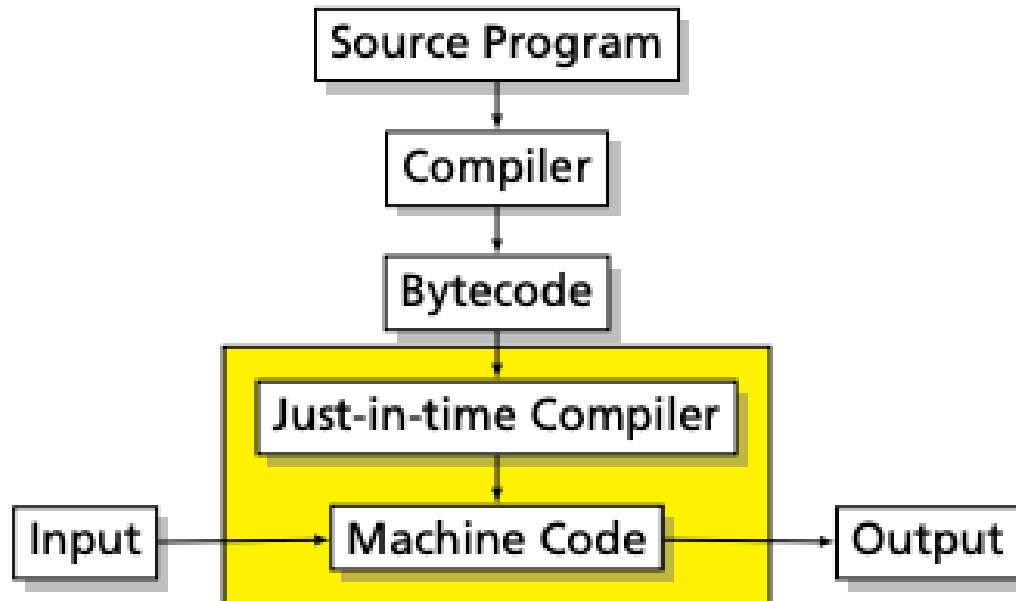 Source Program
Compiler
Bytecode
Just-in-time Compiler
Input
Machine Code
Output